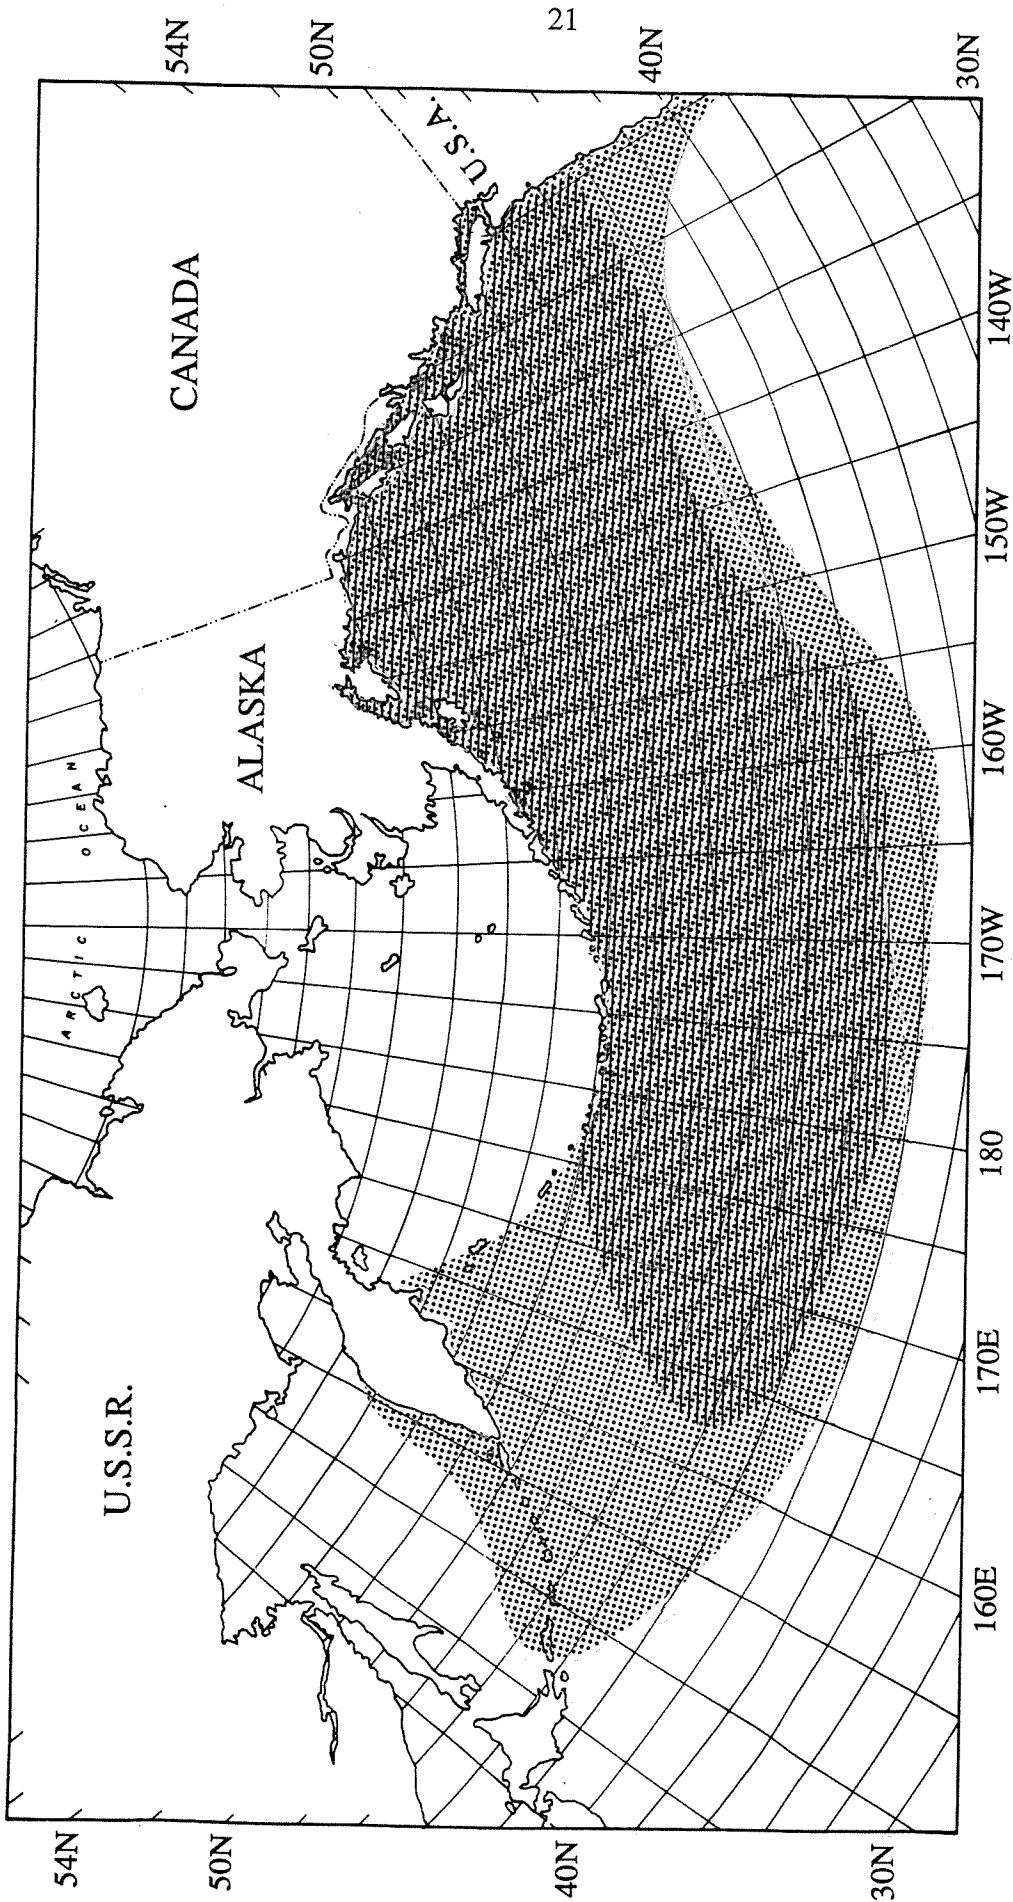 21
54N
50N
40N
30N
CANADA
U.S.A.
ALASKA
ARCTIC OCEAN
U.S.S.R.
140W
150W
160W
170W
180
170E
160E
54N
50N
40N
30N